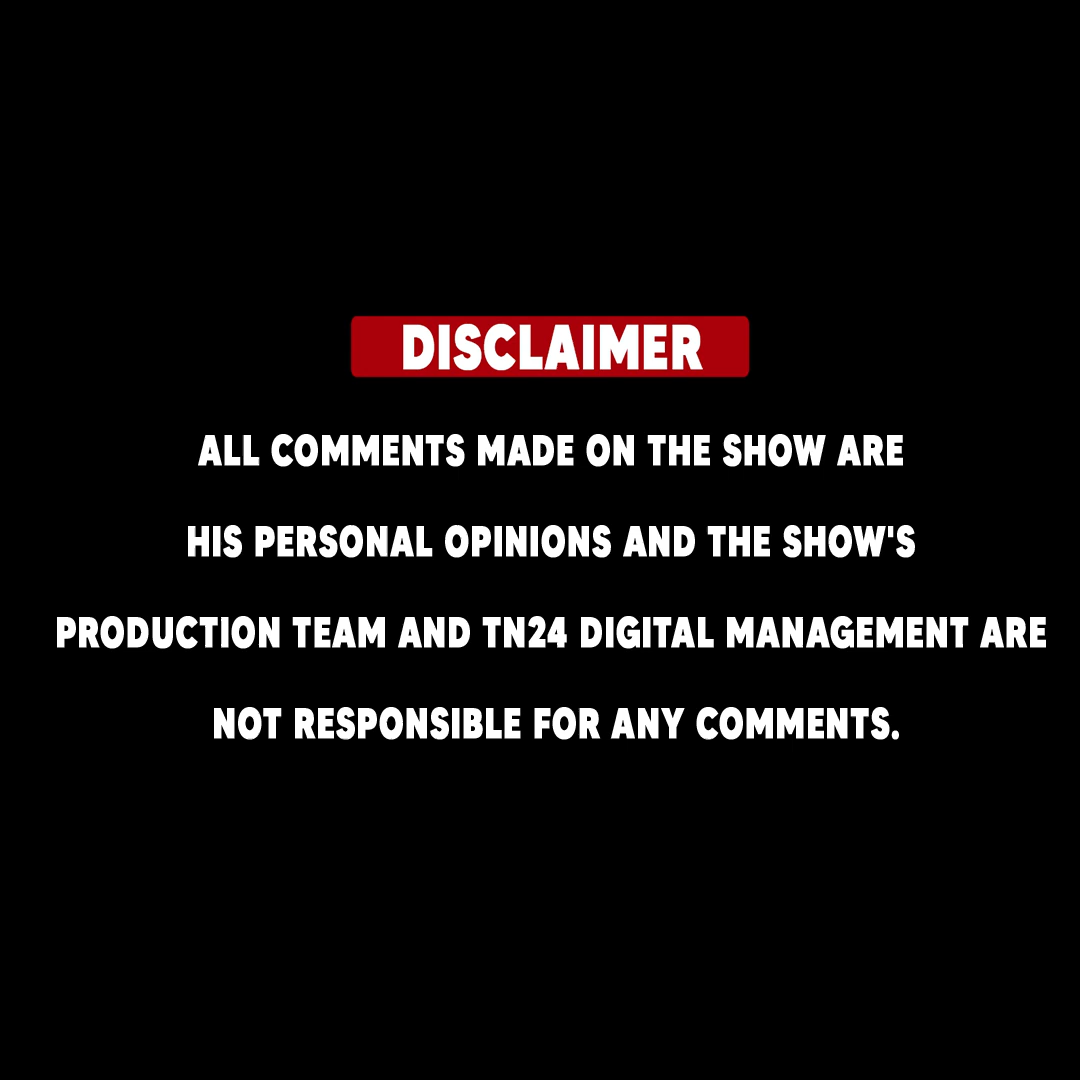 DISCLAIMER
ALL COMMENTS MADE ON THE SHOW ARE
HIS PERSONAL OPINIONS AND THE SHOW'S
PRODUCTION TEAM AND TN24 DIGITAL MANAGEMENT ARE
NOT RESPONSIBLE FOR ANY COMMENTS.